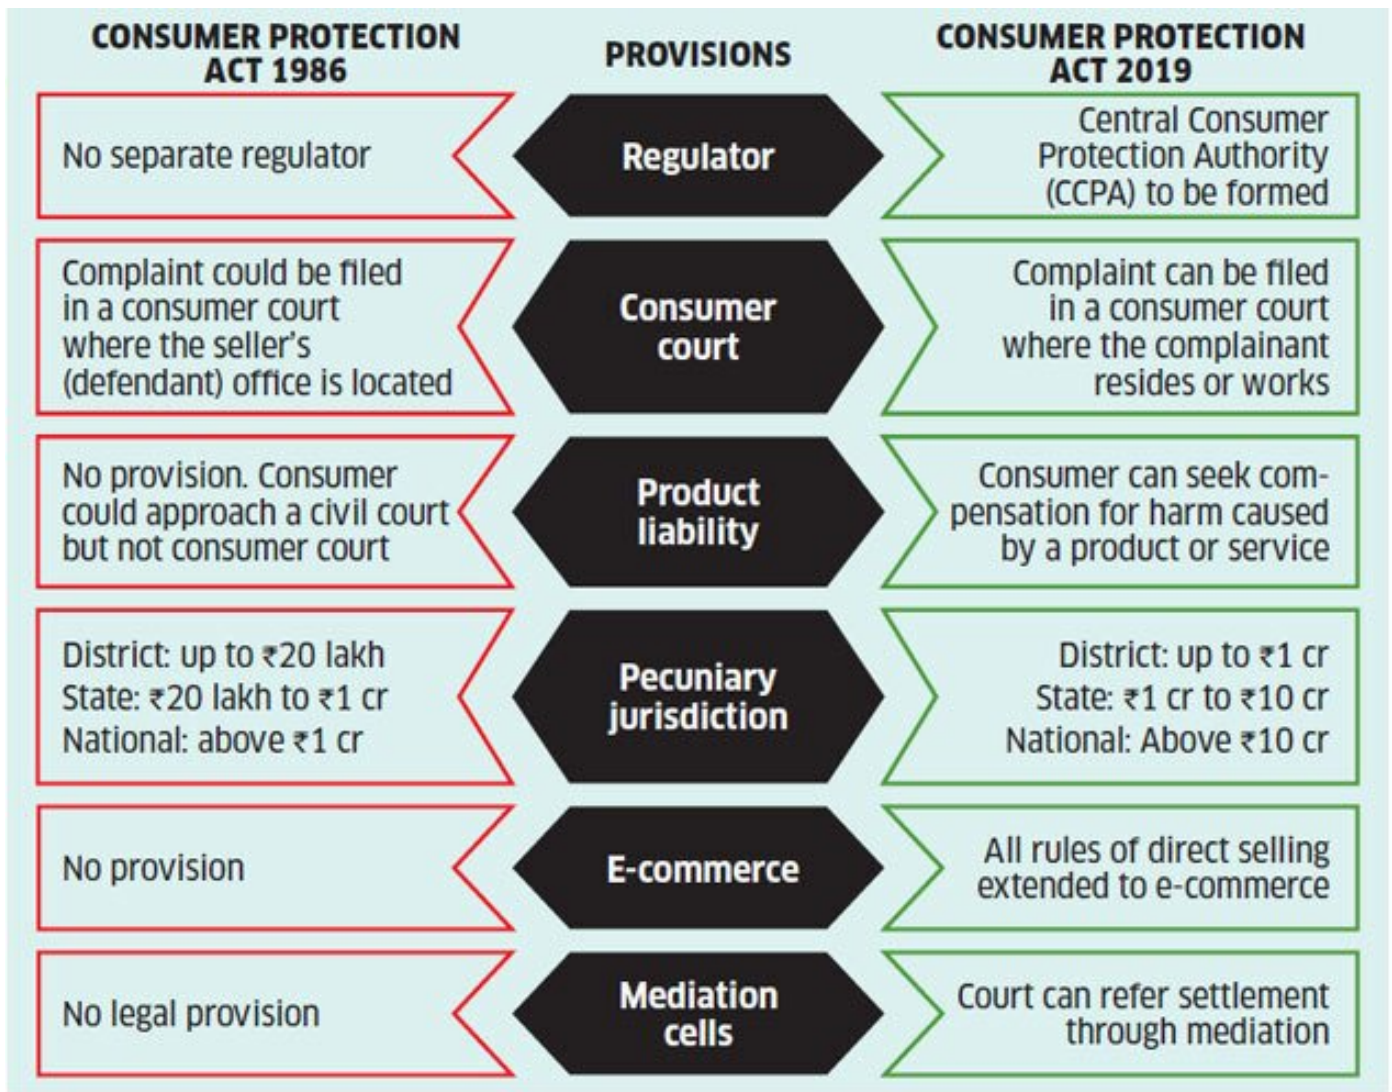 CONSUMER PROTECTION
ACT 1986
PROVISIONS
CONSUMER PROTECTION
ACT 2019
No separate regulator
Regulator
Central Consumer
Protection Authority
(CCPA) to be formed
Complaint could be filed
in a consumer court
where the seller's
(defendant) office is located
Consumer
court
Complaint can be filed
in a consumer court
where the complainant
resides or works
No provision. Consumer
could approach a civil court
but not consumer court
Product
liability
Consumer can seek com-
pensation for harm caused
by a product or service
District: up to ₹20 lakh
State: ₹20 lakh to ₹1 cr
National: above ₹1 cr
Pecuniary
jurisdiction
District: up to ₹1 cr
State: ₹1 cr to ₹10 cr
National: Above ₹10 cr
No provision
E-commerce
All rules of direct selling
extended to e-commerce
No legal provision
Mediation
cells
Court can refer settlement
through mediation